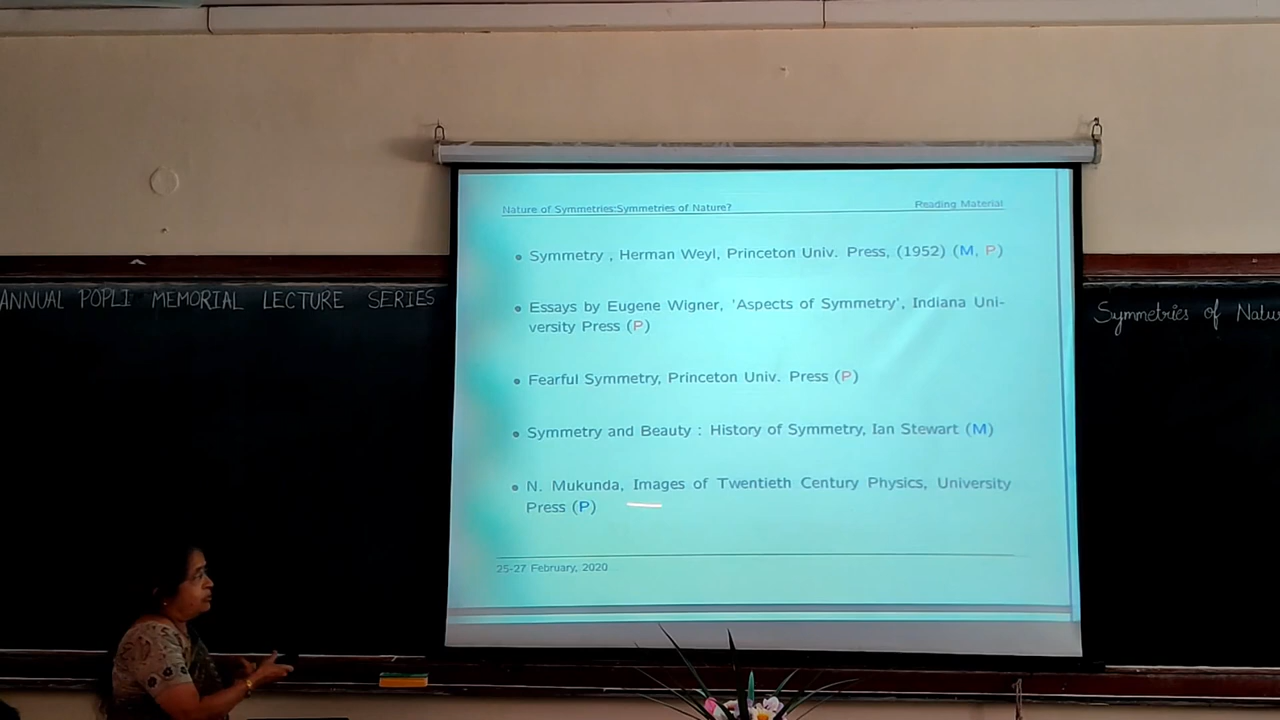 ANNUAL POPLI MEMORIAL LECTURE SERIES
Symmetries of
Nature of Symmetries:Symmetries of Nature? Reading Material
• Symmetry , Herman Weyl, Princeton Univ. Press, (1952) (M, P)
• Essays by Eugene Wigner, 'Aspects of Symmetry', Indiana Uni-
versity Press (P)
• Fearful Symmetry, Princeton Univ. Press (P)
• Symmetry and Beauty : History of Symmetry, Ian Stewart (M)
• N. Mukunda, Images of Twentieth Century Physics, University
Press (P)
25-27 February, 2020